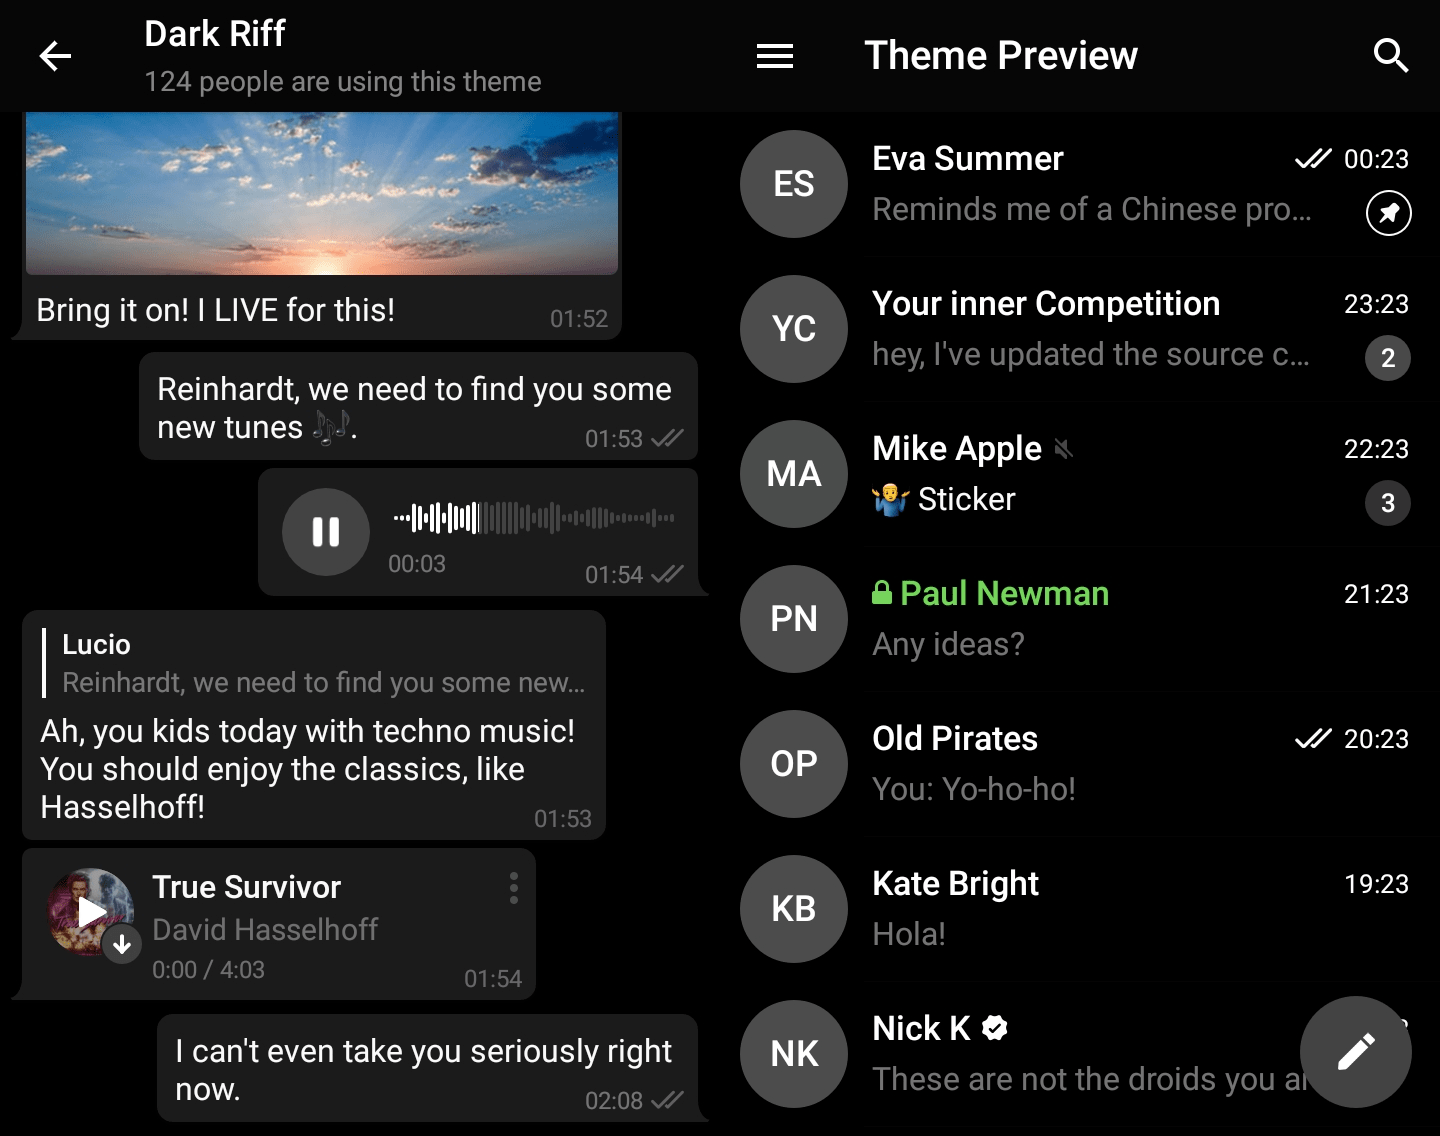 Dark Riff
124 people are using this theme
Bring it on! I LIVE for this!
01:52
Reinhardt, we need to find you some
new tunes 🎶.
01:53
00:03
01:54
Lucio
Reinhardt, we need to find you some new...
Ah, you kids today with techno music!
You should enjoy the classics, like
Hasselhoff!
01:53
True Survivor
David Hasselhoff
0:00 / 4:03
01:54
I can't even take you seriously right
now.
02:08
Theme Preview
ES
Eva Summer
00:23
Reminds me of a Chinese pro...
YC
Your inner Competition
23:23
hey, I've updated the source c...
2
MA
Mike Apple
22:23
🤷‍♂️ Sticker
3
PN
Paul Newman
21:23
Any ideas?
OP
Old Pirates
20:23
You: Yo-ho-ho!
KB
Kate Bright
19:23
Hola!
NK
Nick K
These are not the droids you